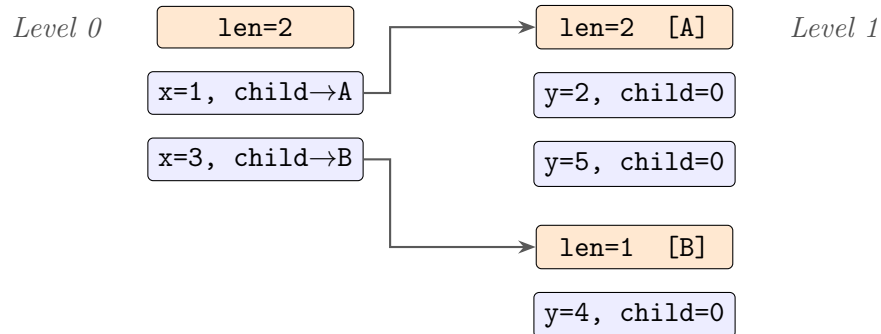 Level 0
len=2
x=1, child→A
x=3, child→B
len=2 [A]
Level 1
y=2, child=0
y=5, child=0
len=1 [B]
y=4, child=0